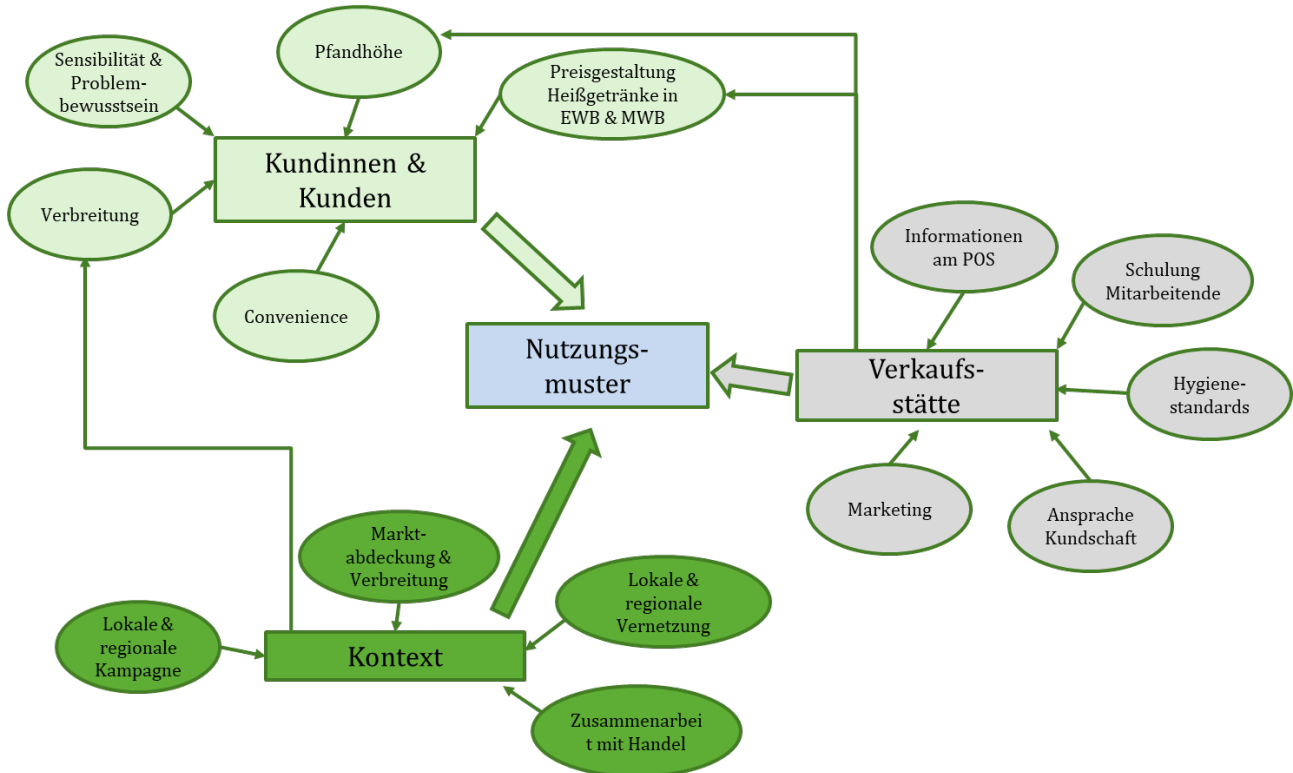 Sensibilität &
Problem-
bewusstsein
Pfandhöhe
Preisgestaltung
Heißgetränke in
EWB & MWB
Kundinnen &
Kunden
Verbreitung
Convenience
Informationen
am POS
Schulung
Mitarbeitende
Nutzungs-
muster
Verkaufs-
stätte
Hygiene-
standards
Marketing
Ansprache
Kundschaft
Markt-
abdeckung &
Verbreitung
Lokale &
regionale
Vernetzung
Lokale &
regionale
Kampagne
Kontext
Zusammenarbei
t mit Handel